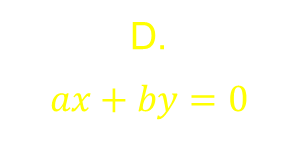 D.
ax + by = 0